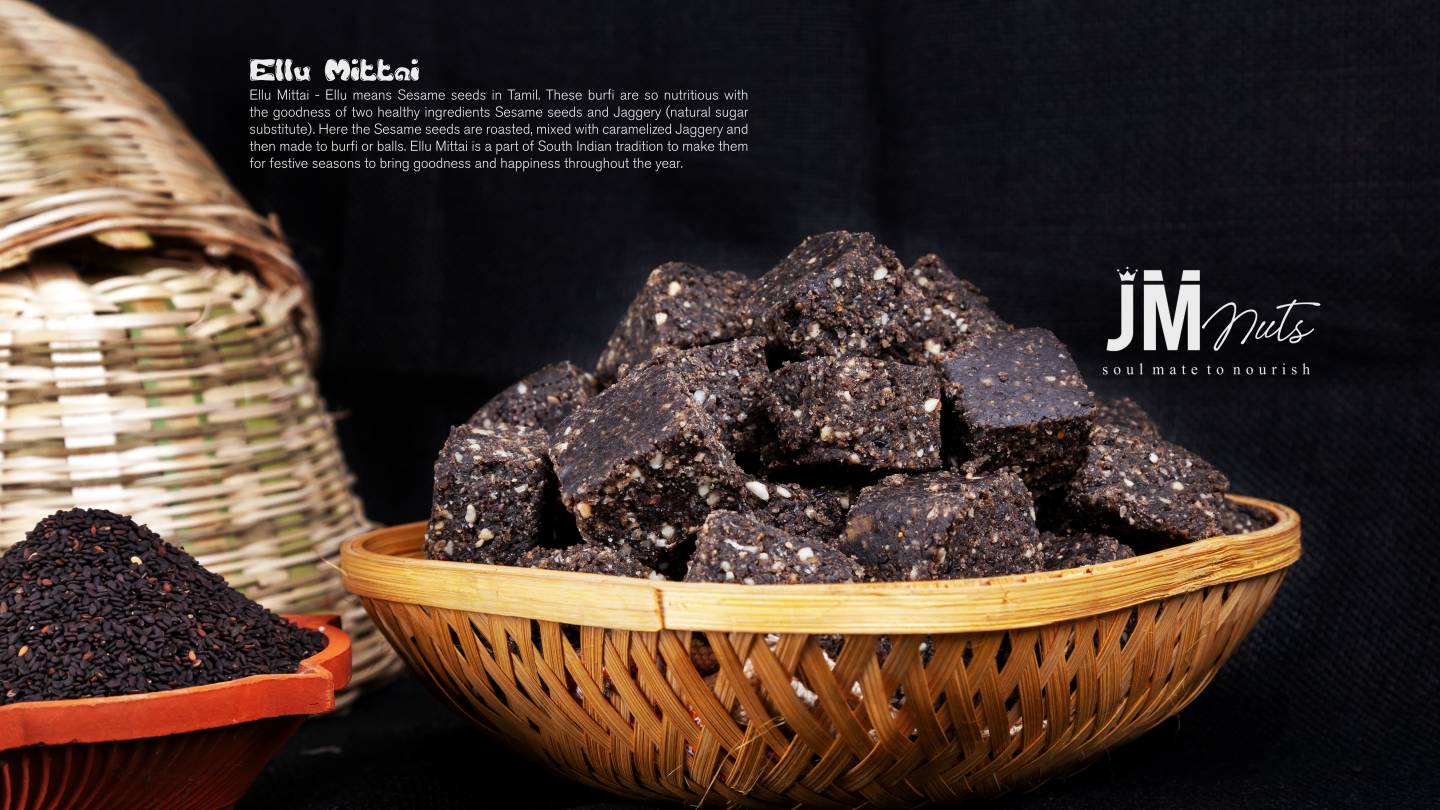 Ellu Mittai
Ellu Mittai - Ellu means Sesame seeds in Tamil. These burfi are so nutritious with
the goodness of two healthy ingredients Sesame seeds and Jaggery (natural sugar
substitute). Here the Sesame seeds are roasted, mixed with caramelized Jaggery and
then made to burfi or balls. Ellu Mittai is a part of South Indian tradition to make them
for festive seasons to bring goodness and happiness throughout the year.
JM nuts
soul mate to nourish